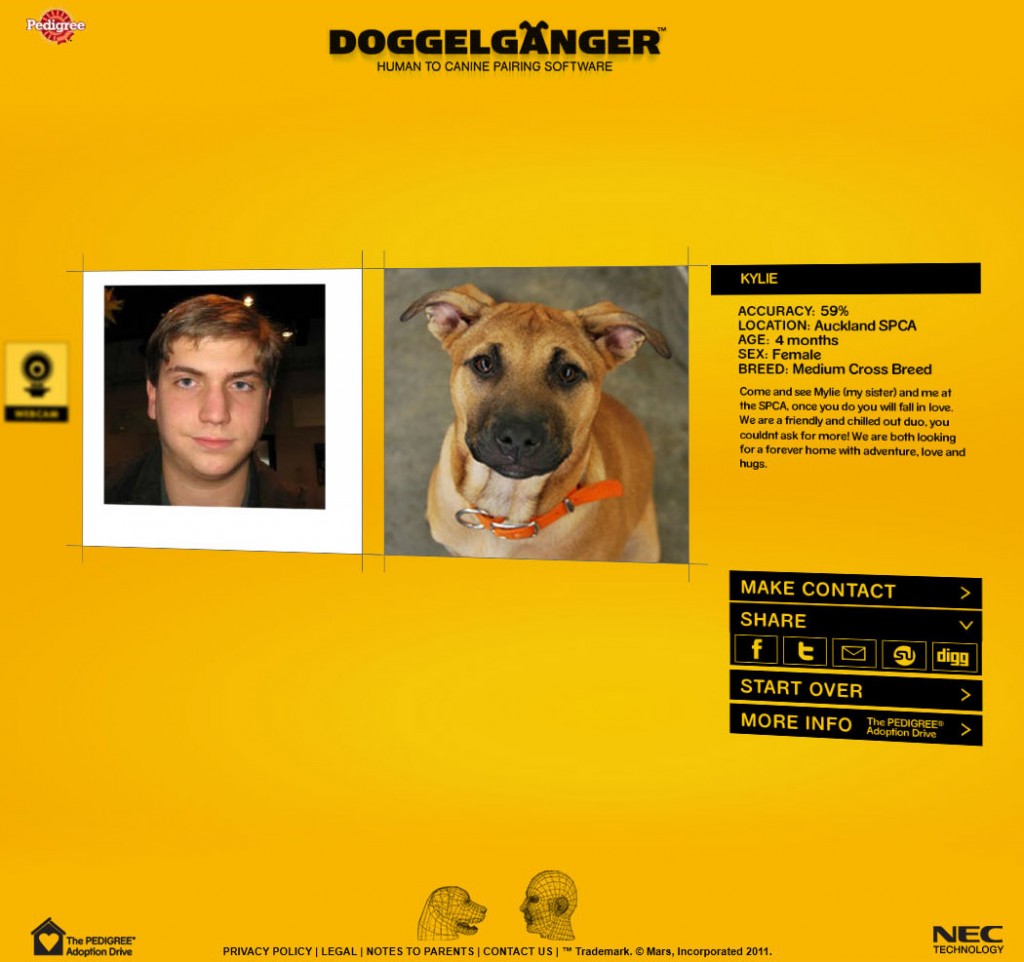 Pedigree
DOGGELGÄNGER™
HUMAN TO CANINE PAIRING SOFTWARE
WEBCAM
KYLIE
ACCURACY: 59%
LOCATION: Auckland SPCA
AGE: 4 months
SEX: Female
BREED: Medium Cross Breed
Come and see Mylie (my sister) and me at
the SPCA, once you do you will fall in love.
We are a friendly and chilled out duo, you
couldnt ask for more! We are both looking
for a forever home with adventure, love and
hugs.
MAKE CONTACT >
SHARE
f t SU digg
START OVER >
MORE INFO The PEDIGREE® >
Adoption Drive
The PEDIGREE®
Adoption Drive
PRIVACY POLICY | LEGAL | NOTES TO PARENTS | CONTACT US | ™ Trademark. © Mars, Incorporated 2011.
NEC
TECHNOLOGY